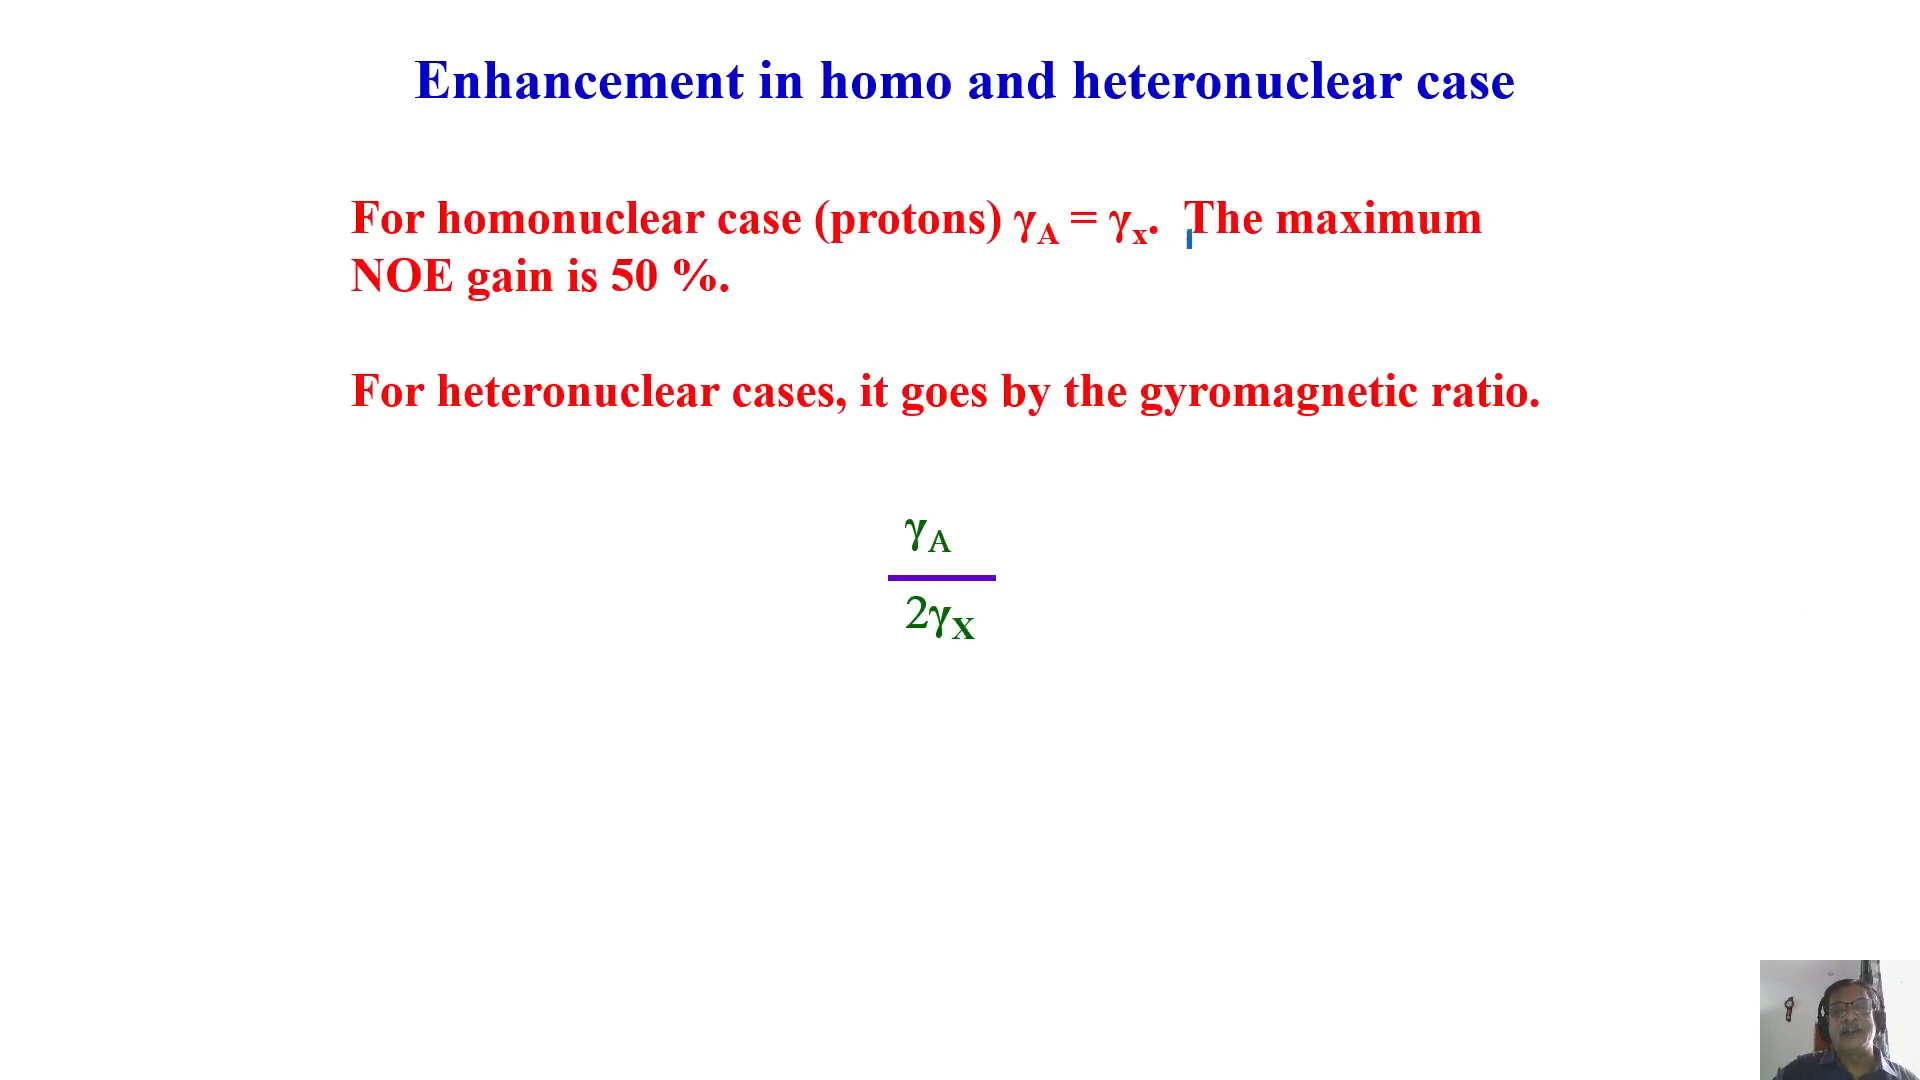 Enhancement in homo and heteronuclear case
For homonuclear case (protons) γA = γx. The maximum
NOE gain is 50 %.
For heteronuclear cases, it goes by the gyromagnetic ratio.
γA
2γX